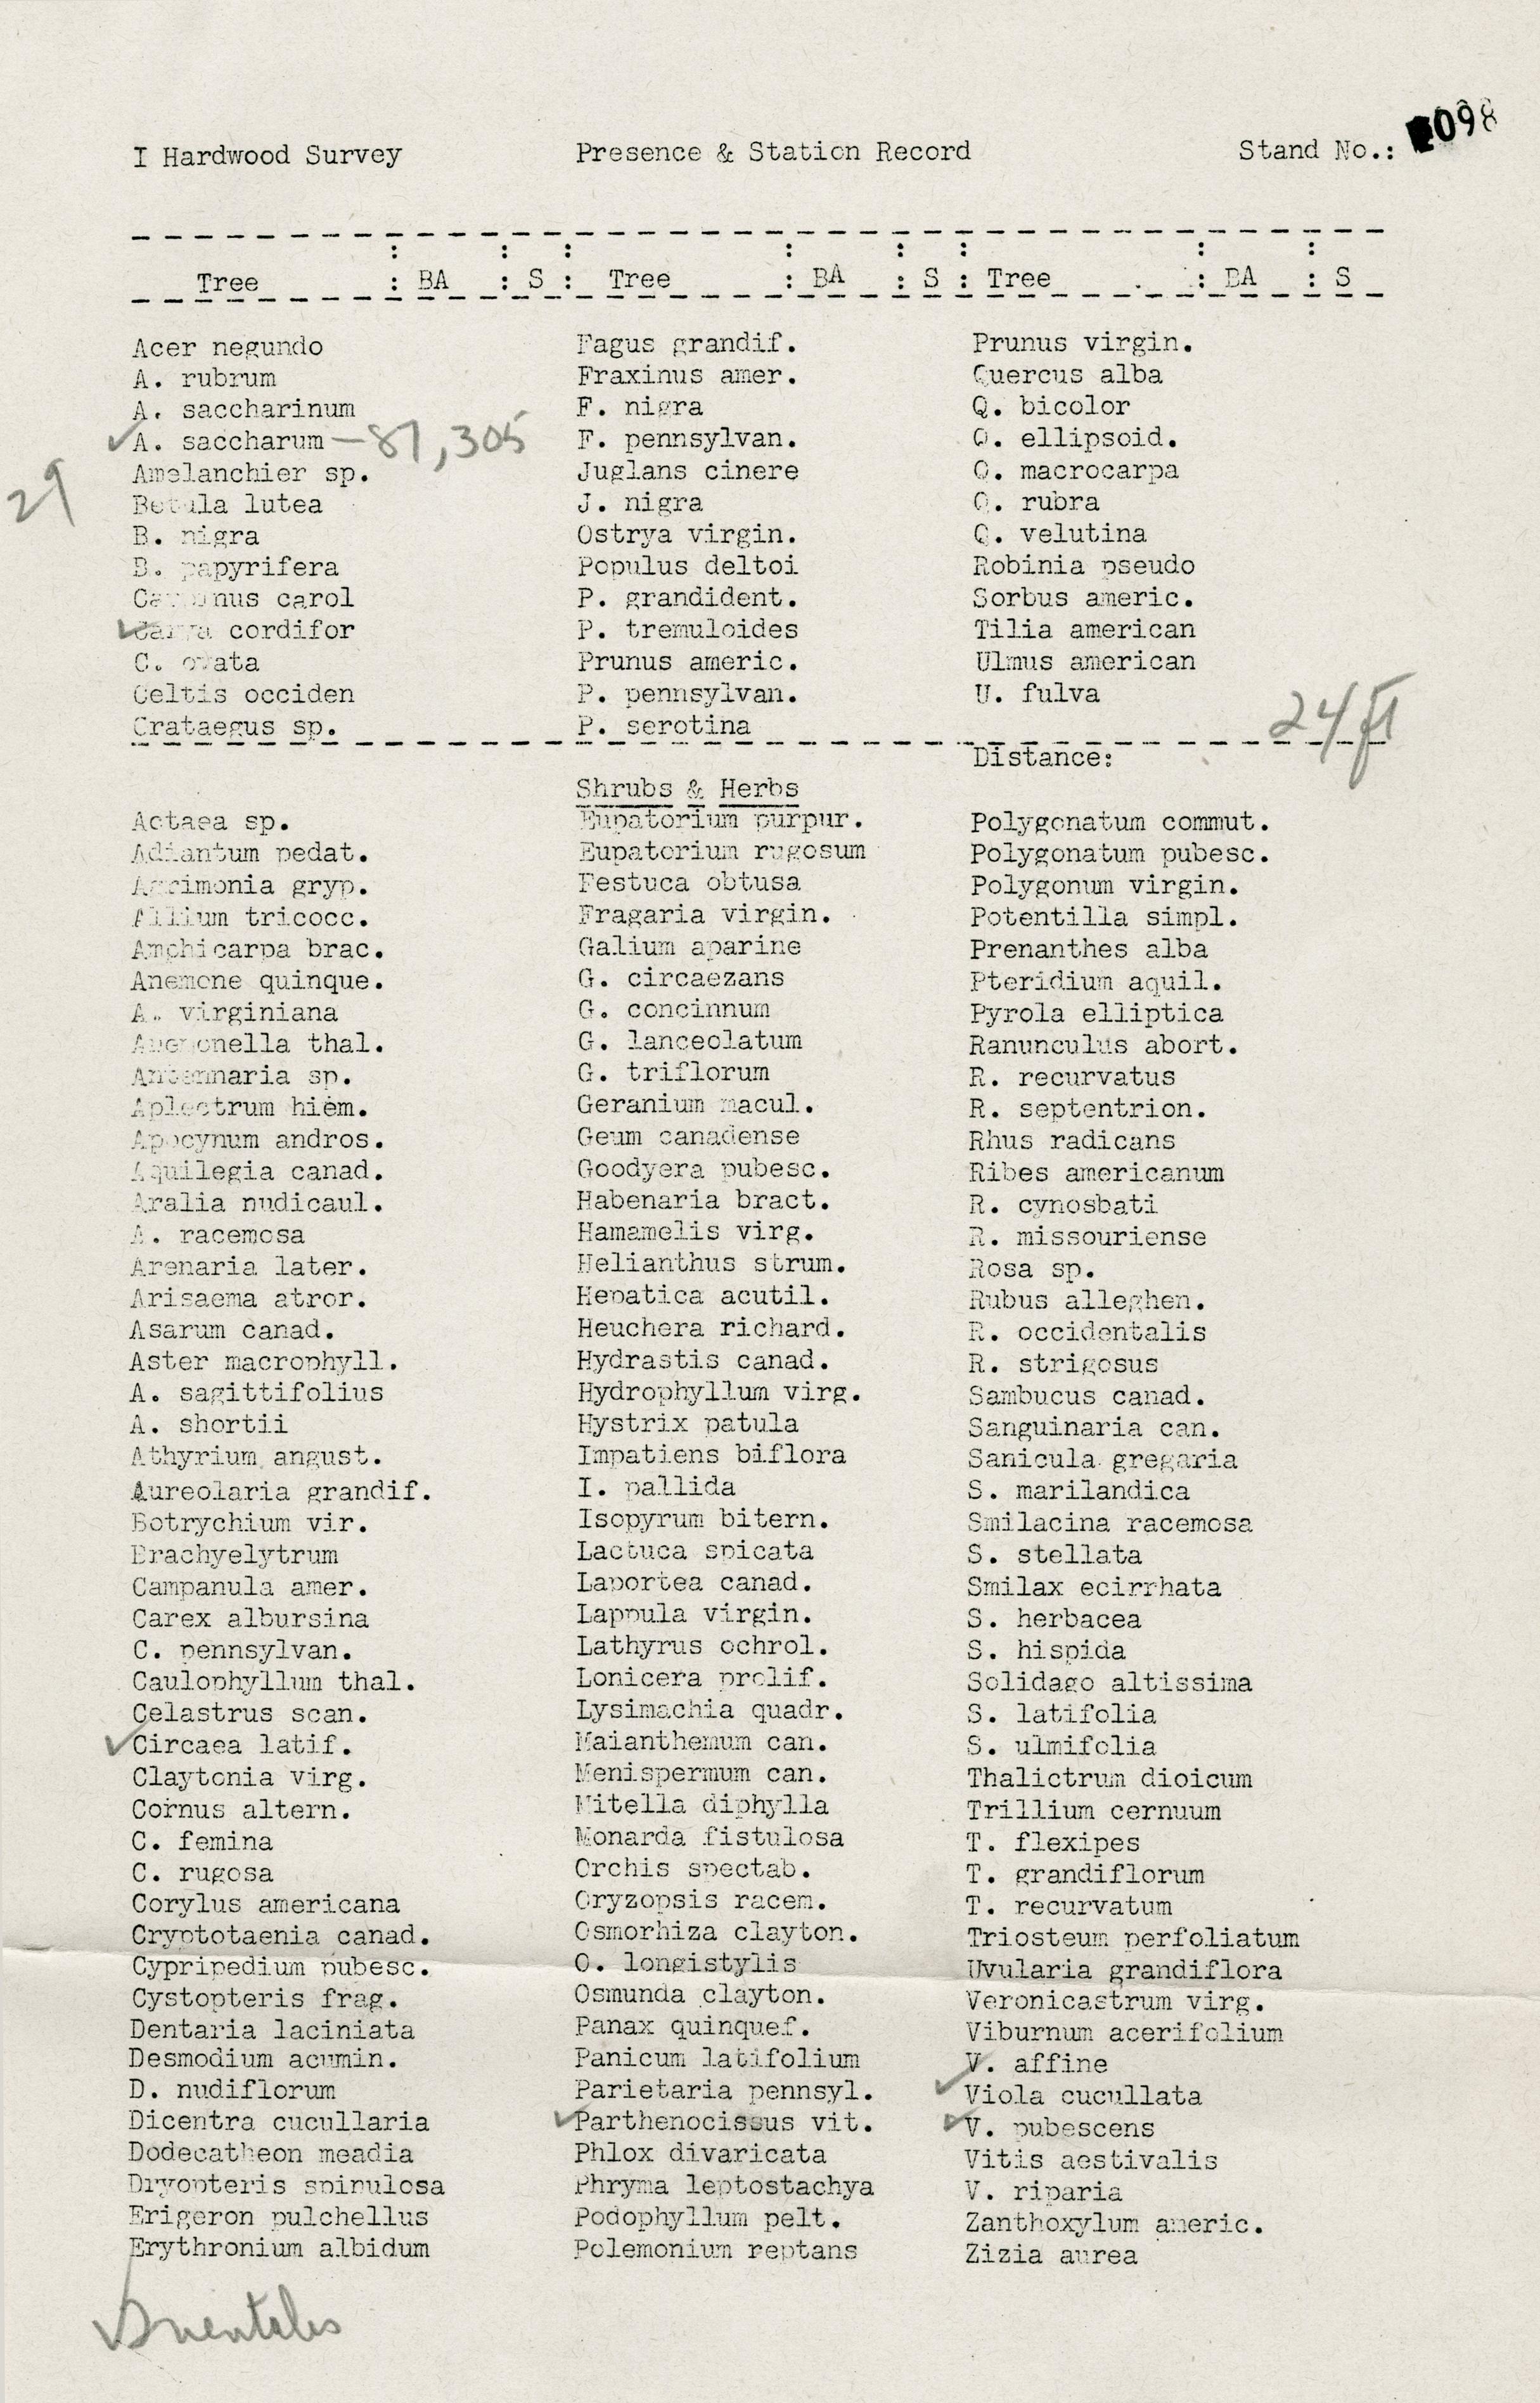 I Hardwood Survey Presence & Station Record Stand No.: 098
Tree : BA : S : Tree : BA : S : Tree : BA : S
Acer negundo Fagus grandif. Prunus virgin.
A. rubrum Fraxinus amer. Quercus alba
A. saccharinum F. nigra Q. bicolor
✓ A. saccharum — 87,305 F. pennsylvan. Q. ellipsoid.
29 Amelanchier sp. Juglans cinere Q. macrocarpa
Betula lutea J. nigra Q. rubra
B. nigra Ostrya virgin. Q. velutina
B. papyrifera Populus deltoi Robinia pseudo
Carpinus carol P. grandident. Sorbus americ.
✓ Carya cordifor P. tremuloides Tilia american
C. ovata Prunus americ. Ulmus american
Celtis occiden P. pennsylvan. U. fulva
Crataegus sp. P. serotina 24 ft
Distance:
Shrubs & Herbs
Actaea sp. Eupatorium purpur. Polygonatum commut.
Adiantum pedat. Eupatorium rugosum Polygonatum pubesc.
Agrimonia gryp. Festuca obtusa Polygonum virgin.
Allium tricocc. Fragaria virgin. Potentilla simpl.
Amphicarpa brac. Galium aparine Prenanthes alba
Anemone quinque. G. circaezans Pteridium aquil.
A. virginiana G. concinnum Pyrola elliptica
Anemonella thal. G. lanceolatum Ranunculus abort.
Antennaria sp. G. triflorum R. recurvatus
Aplectrum hiem. Geranium macul. R. septentrion.
Apocynum andros. Geum canadense Rhus radicans
Aquilegia canad. Goodyera pubesc. Ribes americanum
Aralia nudicaul. Habenaria bract. R. cynosbati
A. racemosa Hamamelis virg. R. missouriense
Arenaria later. Helianthus strum. Rosa sp.
Arisaema atror. Hepatica acutil. Rubus alleghen.
Asarum canad. Heuchera richard. R. occidentalis
Aster macrophyll. Hydrastis canad. R. strigosus
A. sagittifolius Hydrophyllum virg. Sambucus canad.
A. shortii Hystrix patula Sanguinaria can.
Athyrium angust. Impatiens biflora Sanicula gregaria
Aureolaria grandif. I. pallida S. marilandica
Botrychium vir. Isopyrum bitern. Smilacina racemosa
Brachyelytrum Lactuca spicata S. stellata
Campanula amer. Laportea canad. Smilax ecirrhata
Carex albursina Lappula virgin. S. herbacea
C. pennsylvan. Lathyrus ochrol. S. hispida
Caulophyllum thal. Lonicera prolif. Solidago altissima
Celastrus scan. Lysimachia quadr. S. latifolia
✓ Circaea latif. Maianthemum can. S. ulmifolia
Claytonia virg. Menispermum can. Thalictrum dioicum
Cornus altern. Mitella diphylla Trillium cernuum
C. femina Monarda fistulosa T. flexipes
C. rugosa Orchis spectab. T. grandiflorum
Corylus americana Oryzopsis racem. T. recurvatum
Cryptotaenia canad. Osmorhiza clayton. Triosteum perfoliatum
Cypripedium pubesc. O. longistylis Uvularia grandiflora
Cystopteris frag. Osmunda clayton. Veronicastrum virg.
Dentaria laciniata Panax quinquef. Viburnum acerifolium
Desmodium acumin. Panicum latifolium V. affine
D. nudiflorum Parietaria pennsyl. ✓ Viola cucullata
Dicentra cucullaria ✓ Parthenocissus vit. ✓ V. pubescens
Dodecatheon meadia Phlox divaricata Vitis aestivalis
Dryopteris spinulosa Phryma leptostachya V. riparia
Erigeron pulchellus Podophyllum pelt. Zanthoxylum americ.
Erythronium albidum Polemonium reptans Zizia aurea